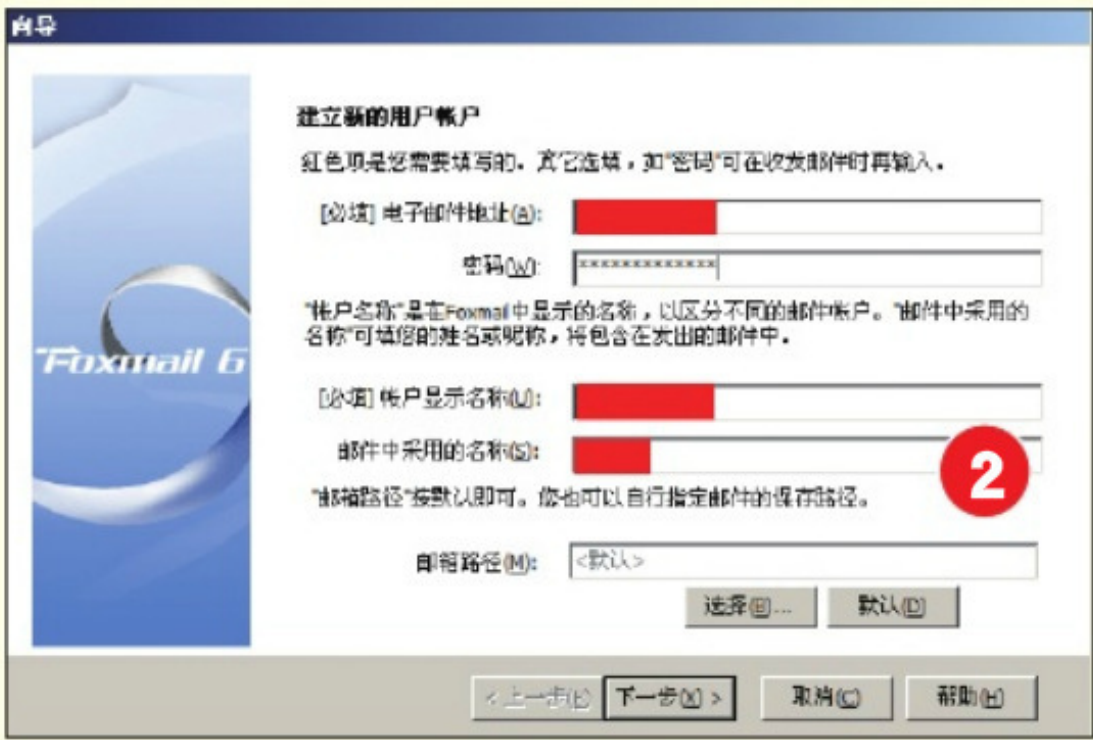 向导
建立新的用户帐户
红色项是您需要填写的。其它选填，如"密码"可在收发邮件时再输入。
[必填] 电子邮件地址(A):
密码(W):
*************
"帐户名称"是在Foxmail中显示的名称，以区分不同的邮件帐户。"邮件中采用的
名称"可填您的姓名或昵称，将包含在发出的邮件中。
Foxmail 6
[必填] 帐户显示名称(U):
邮件中采用的名称(S):
2
"邮箱路径"按默认即可。您也可以自行指定邮件的保存路径。
邮箱路径(M): <默认>
选择(B)... 默认(D)
< 上一步(P) 下一步(X) > 取消(C) 帮助(H)